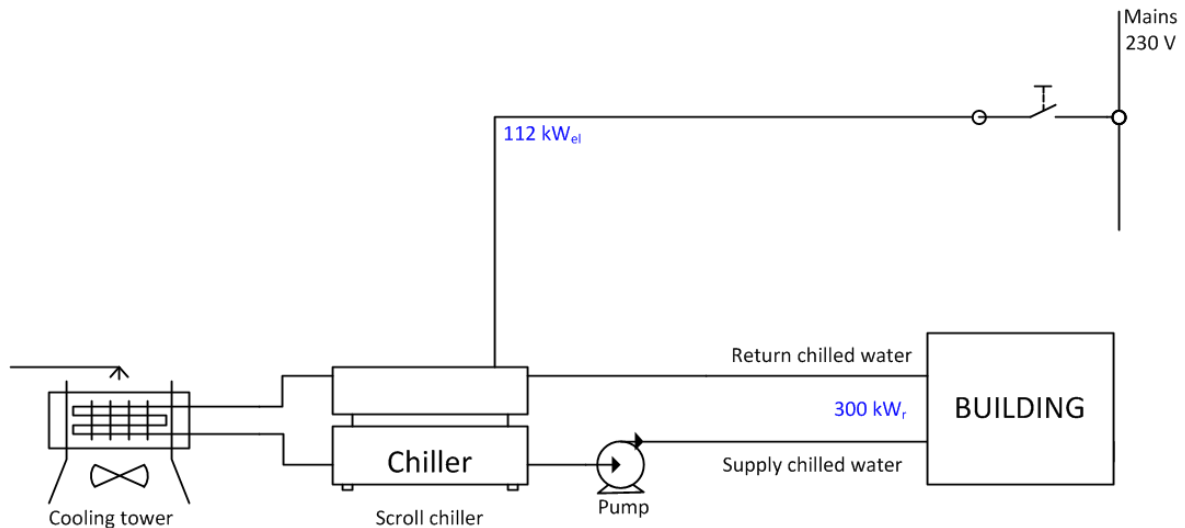 Mains
230 V
112 kWel
Return chilled water
300 kWr
BUILDING
Chiller
Supply chilled water
Pump
Cooling tower
Scroll chiller